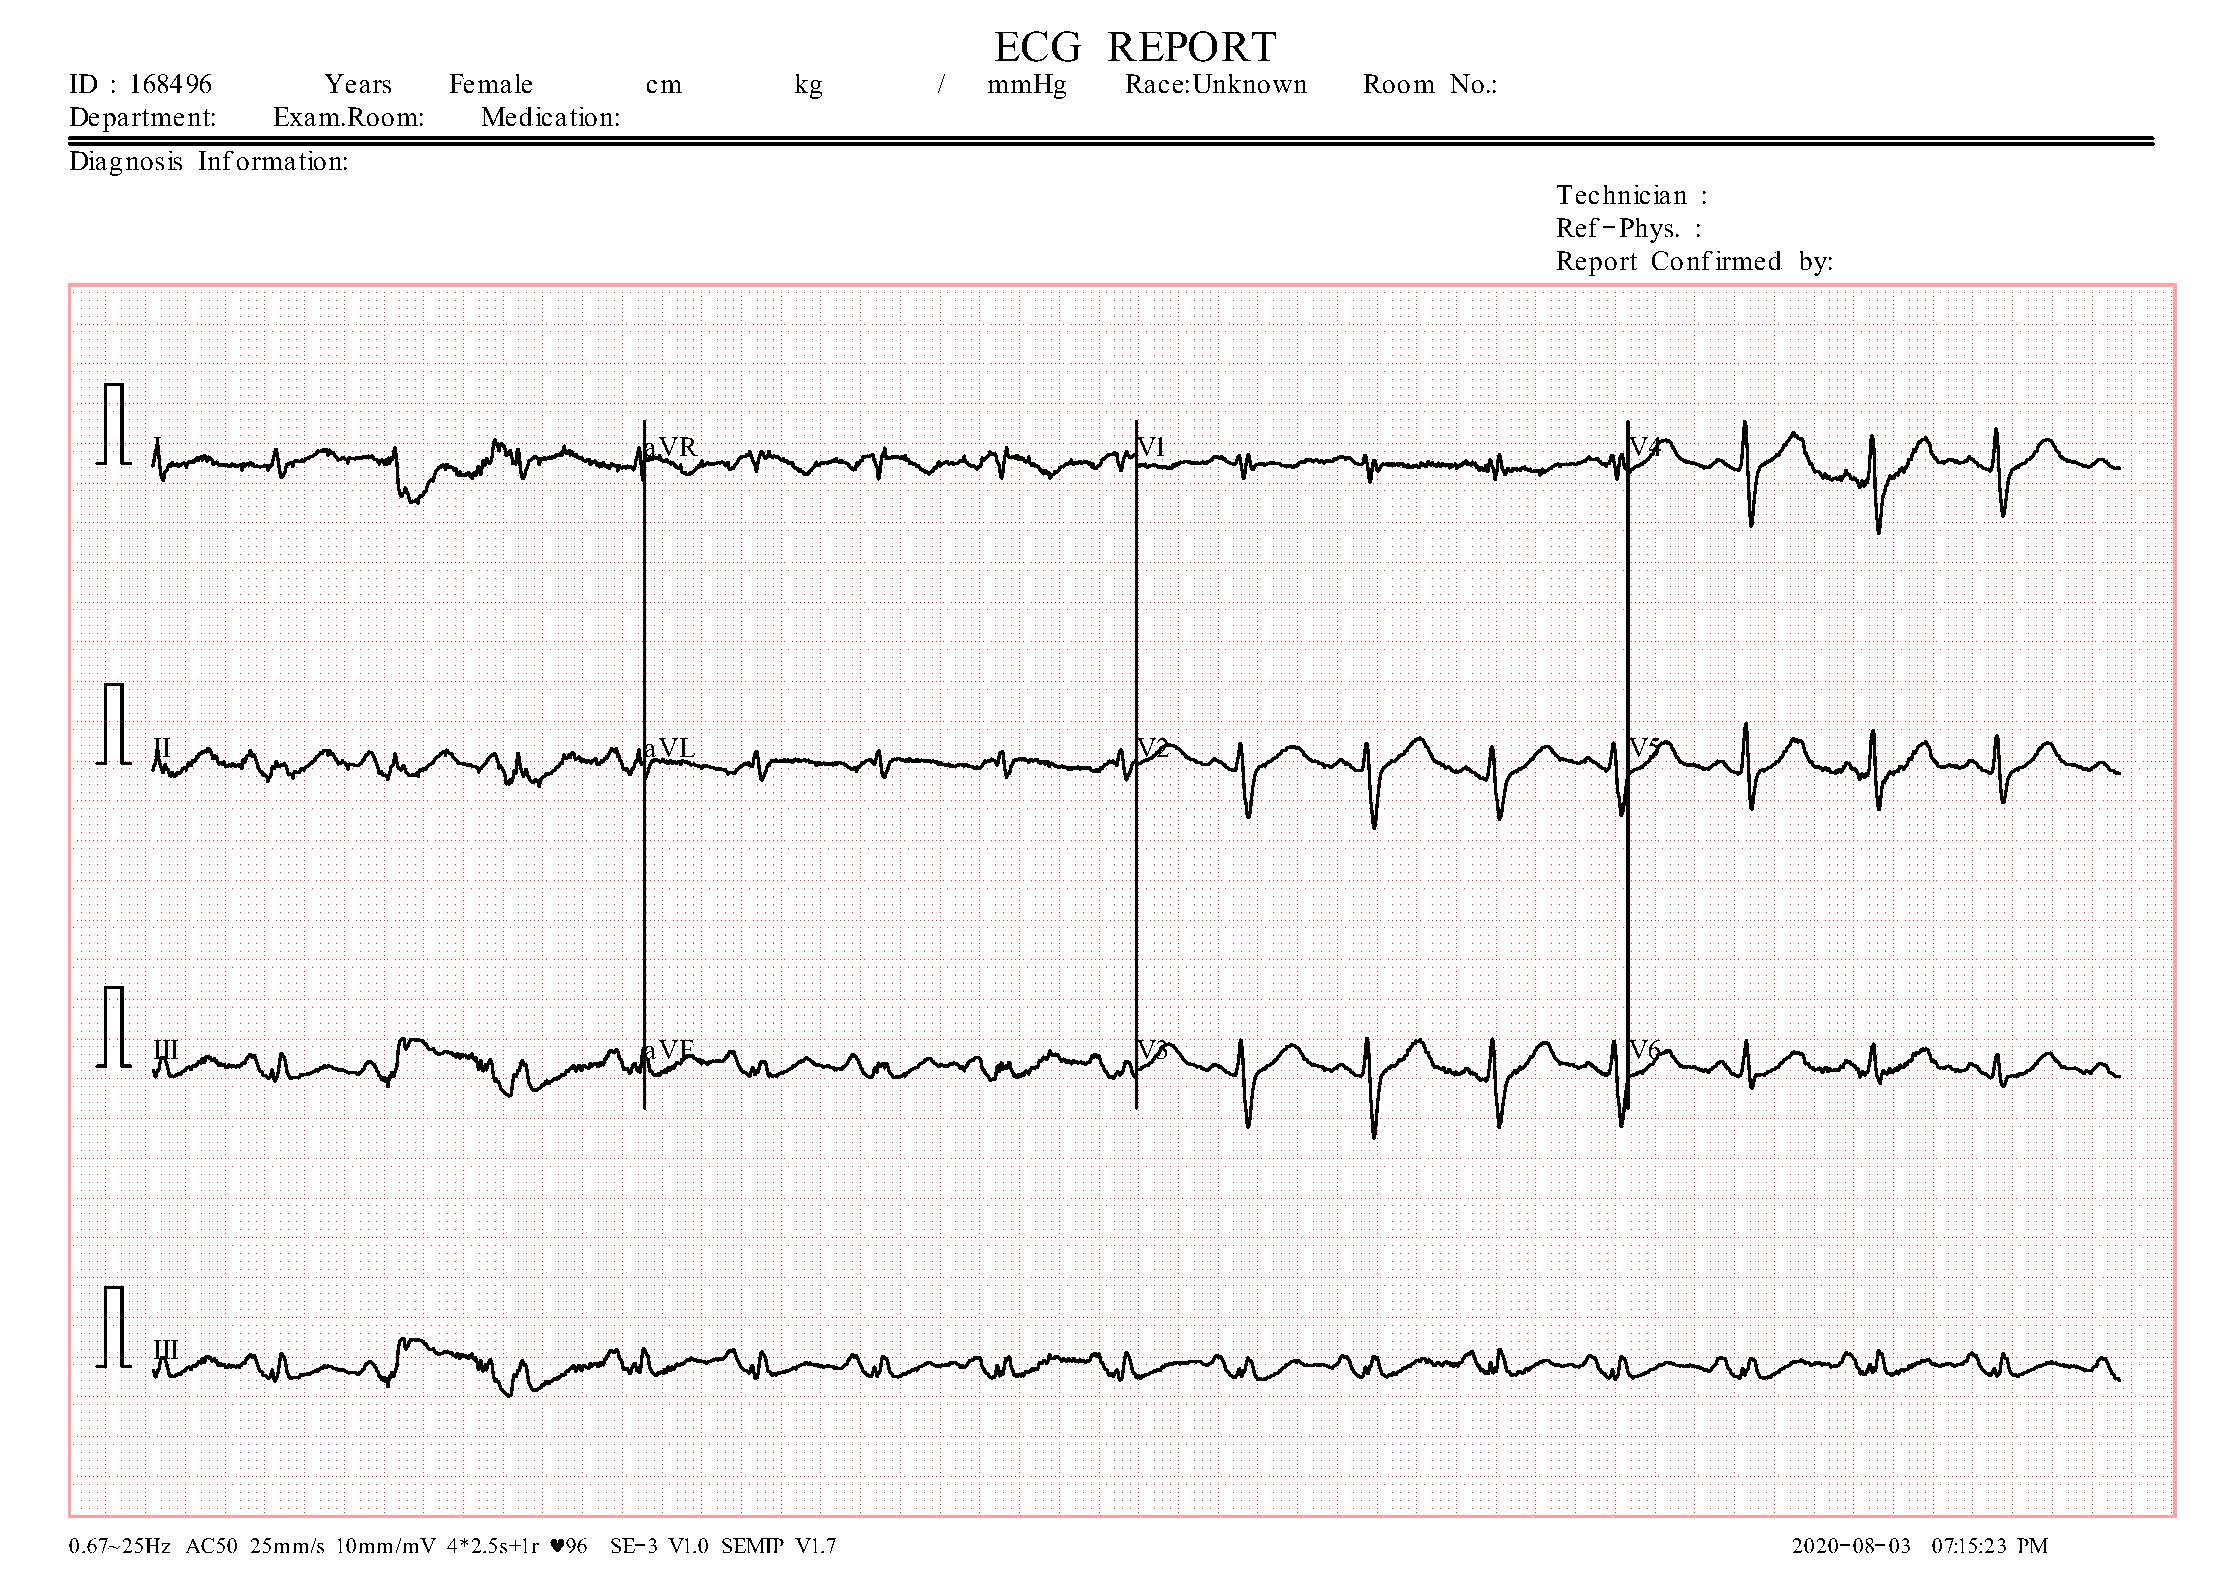 ECG REPORT
ID : 168496 Years Female cm kg / mmHg Race:Unknown Room No.:
Department: Exam.Room: Medication:
Diagnosis Information:
Technician :
Ref-Phys. :
Report Confirmed by:
I aVR V1 V4
II aVL V2 V5
III aVF V3 V6
III
0.67~25Hz AC50 25mm/s 10mm/mV 4*2.5s+1r ♥96 SE-3 V1.0 SEMIP V1.7 2020-08-03 07:15:23 PM